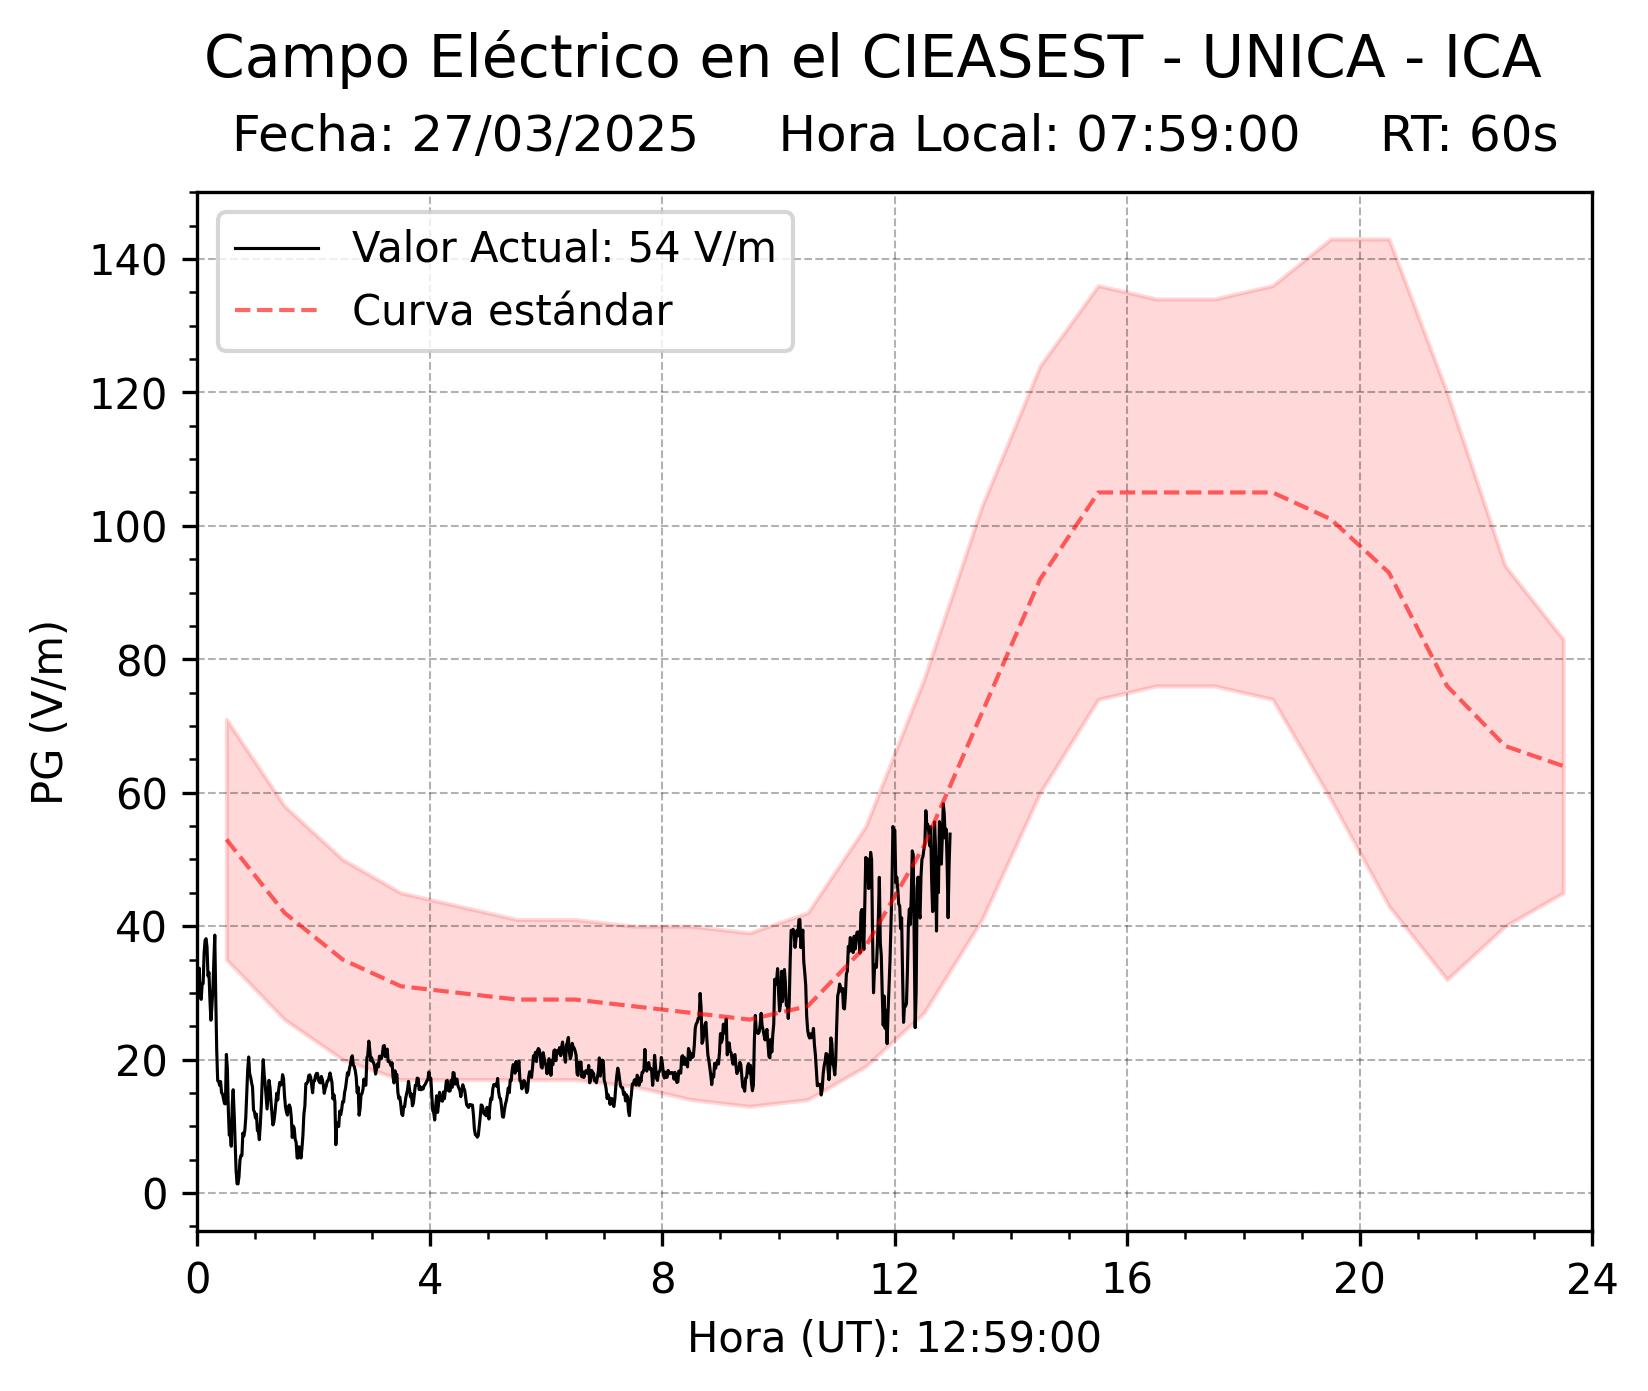 Campo Eléctrico en el CIEASEST - UNICA - ICA
Fecha: 27/03/2025 Hora Local: 07:59:00 RT: 60s
Valor Actual: 54 V/m
Curva estándar
140
120
100
80
60
40
20
0
PG (V/m)
0 4 8 12 16 20 24
Hora (UT): 12:59:00